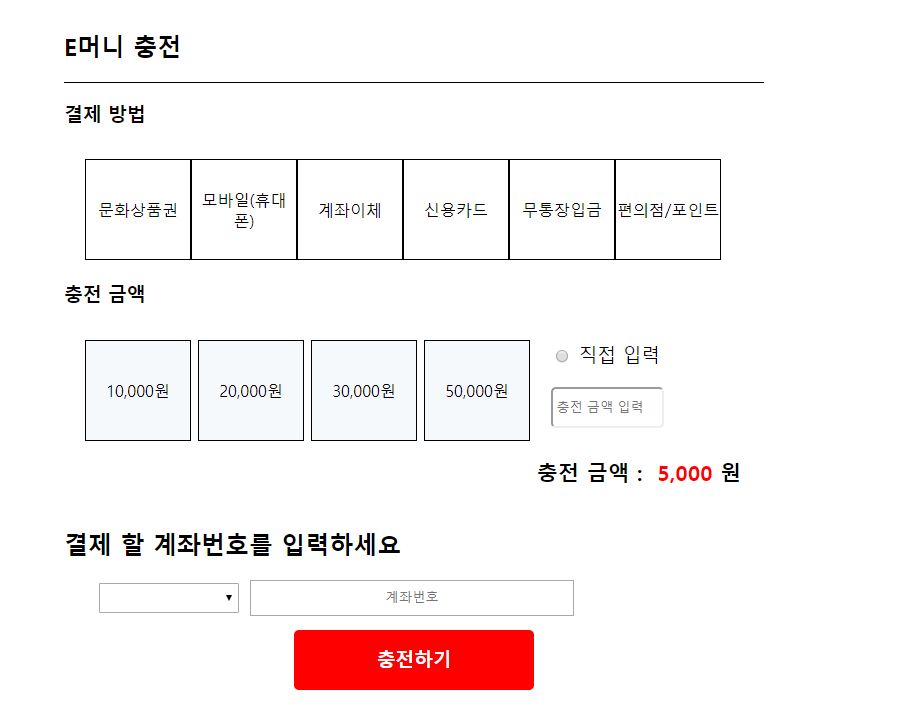 E머니 충전
결제 방법
문화상품권
모바일(휴대
폰)
계좌이체
신용카드
무통장입금
편의점/포인트
충전 금액
10,000원
20,000원
30,000원
50,000원
직접 입력
충전 금액 입력
충전 금액 : 5,000 원
결제 할 계좌번호를 입력하세요
계좌번호
충전하기